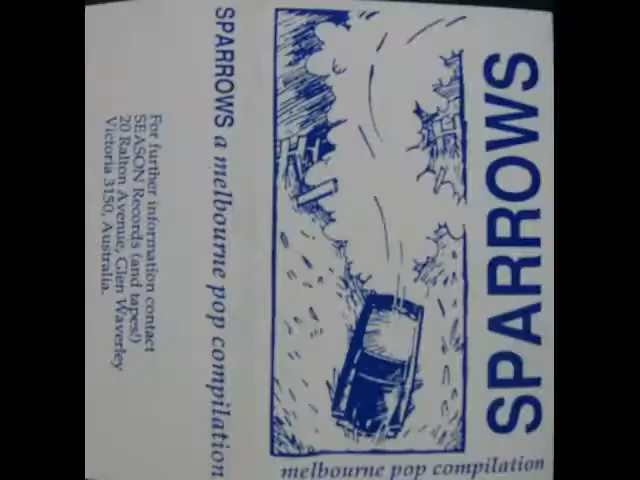 SPARROWS
melbourne pop compilation
SPARROWS a melbourne pop compilation
For further information contact
SEASON Records (and tapes!)
20 Ralton Avenue, Glen Waverley
Victoria 3150, Australia.